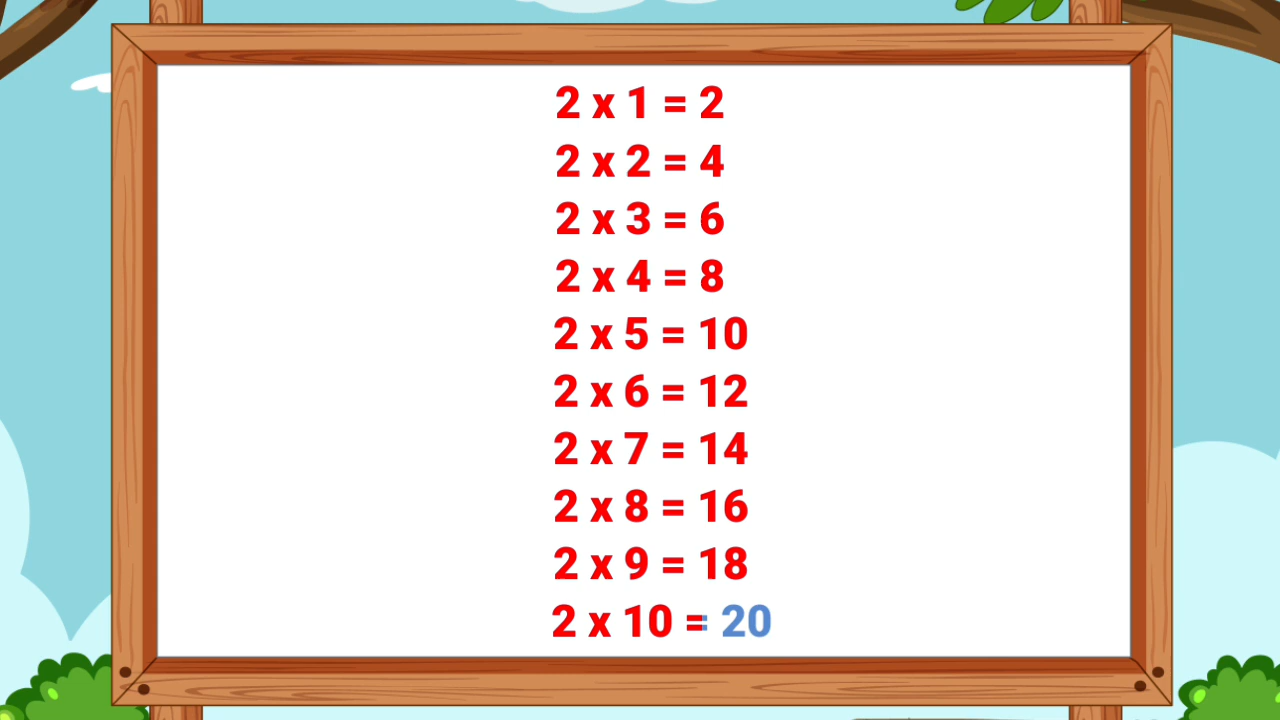 2 x 1 = 2
2 x 2 = 4
2 x 3 = 6
2 x 4 = 8
2 x 5 = 10
2 x 6 = 12
2 x 7 = 14
2 x 8 = 16
2 x 9 = 18
2 x 10 = 20